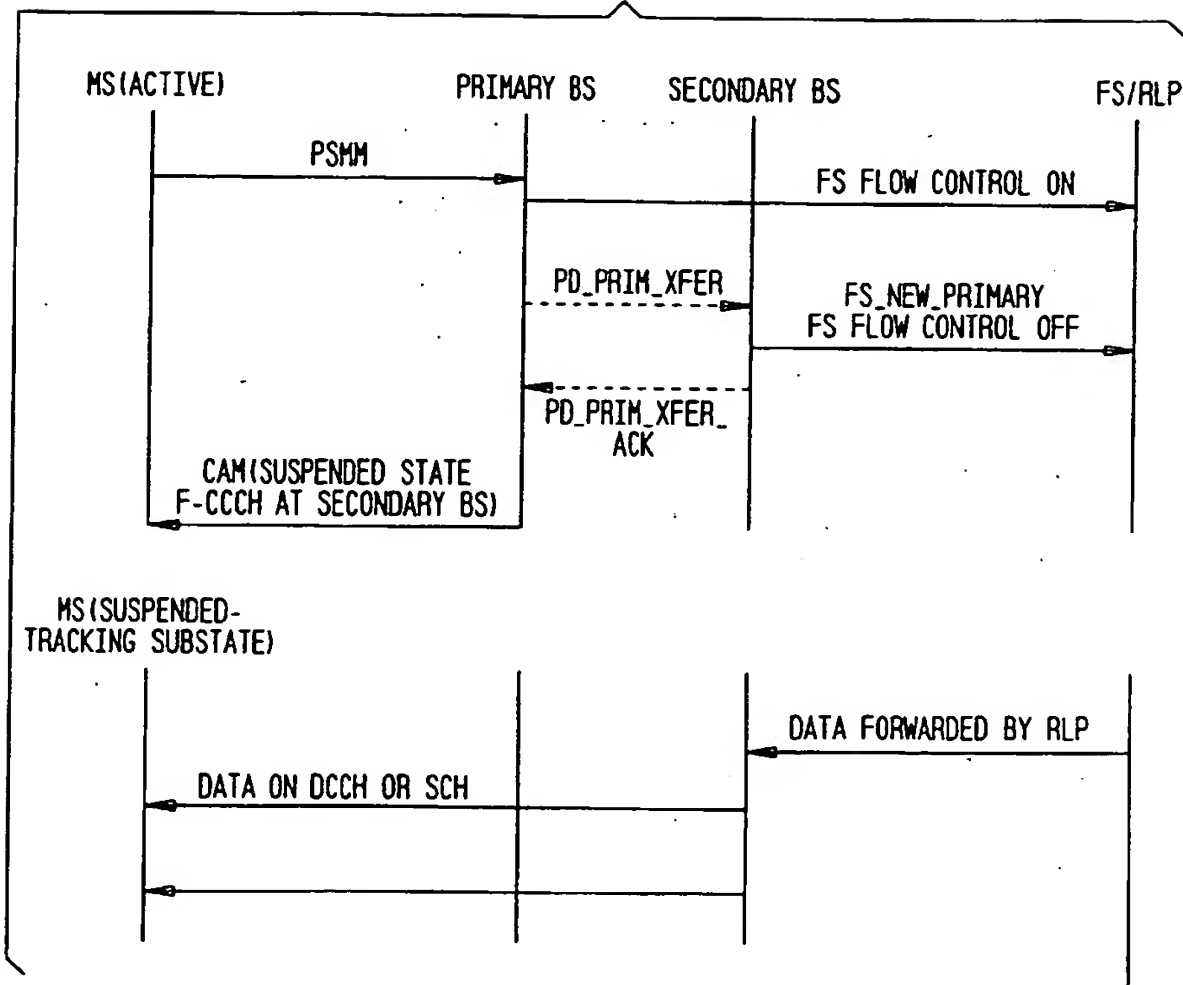 MS(ACTIVE)
PRIMARY BS
SECONDARY BS
FS/RLP
PSMM
FS FLOW CONTROL ON
PD_PRIM_XFER
FS_NEW_PRIMARY
FS FLOW CONTROL OFF
PD_PRIM_XFER_
ACK
CAM(SUSPENDED STATE
F-CCCH AT SECONDARY BS)
MS(SUSPENDED-
TRACKING SUBSTATE)
DATA FORWARDED BY RLP
DATA ON DCCH OR SCH